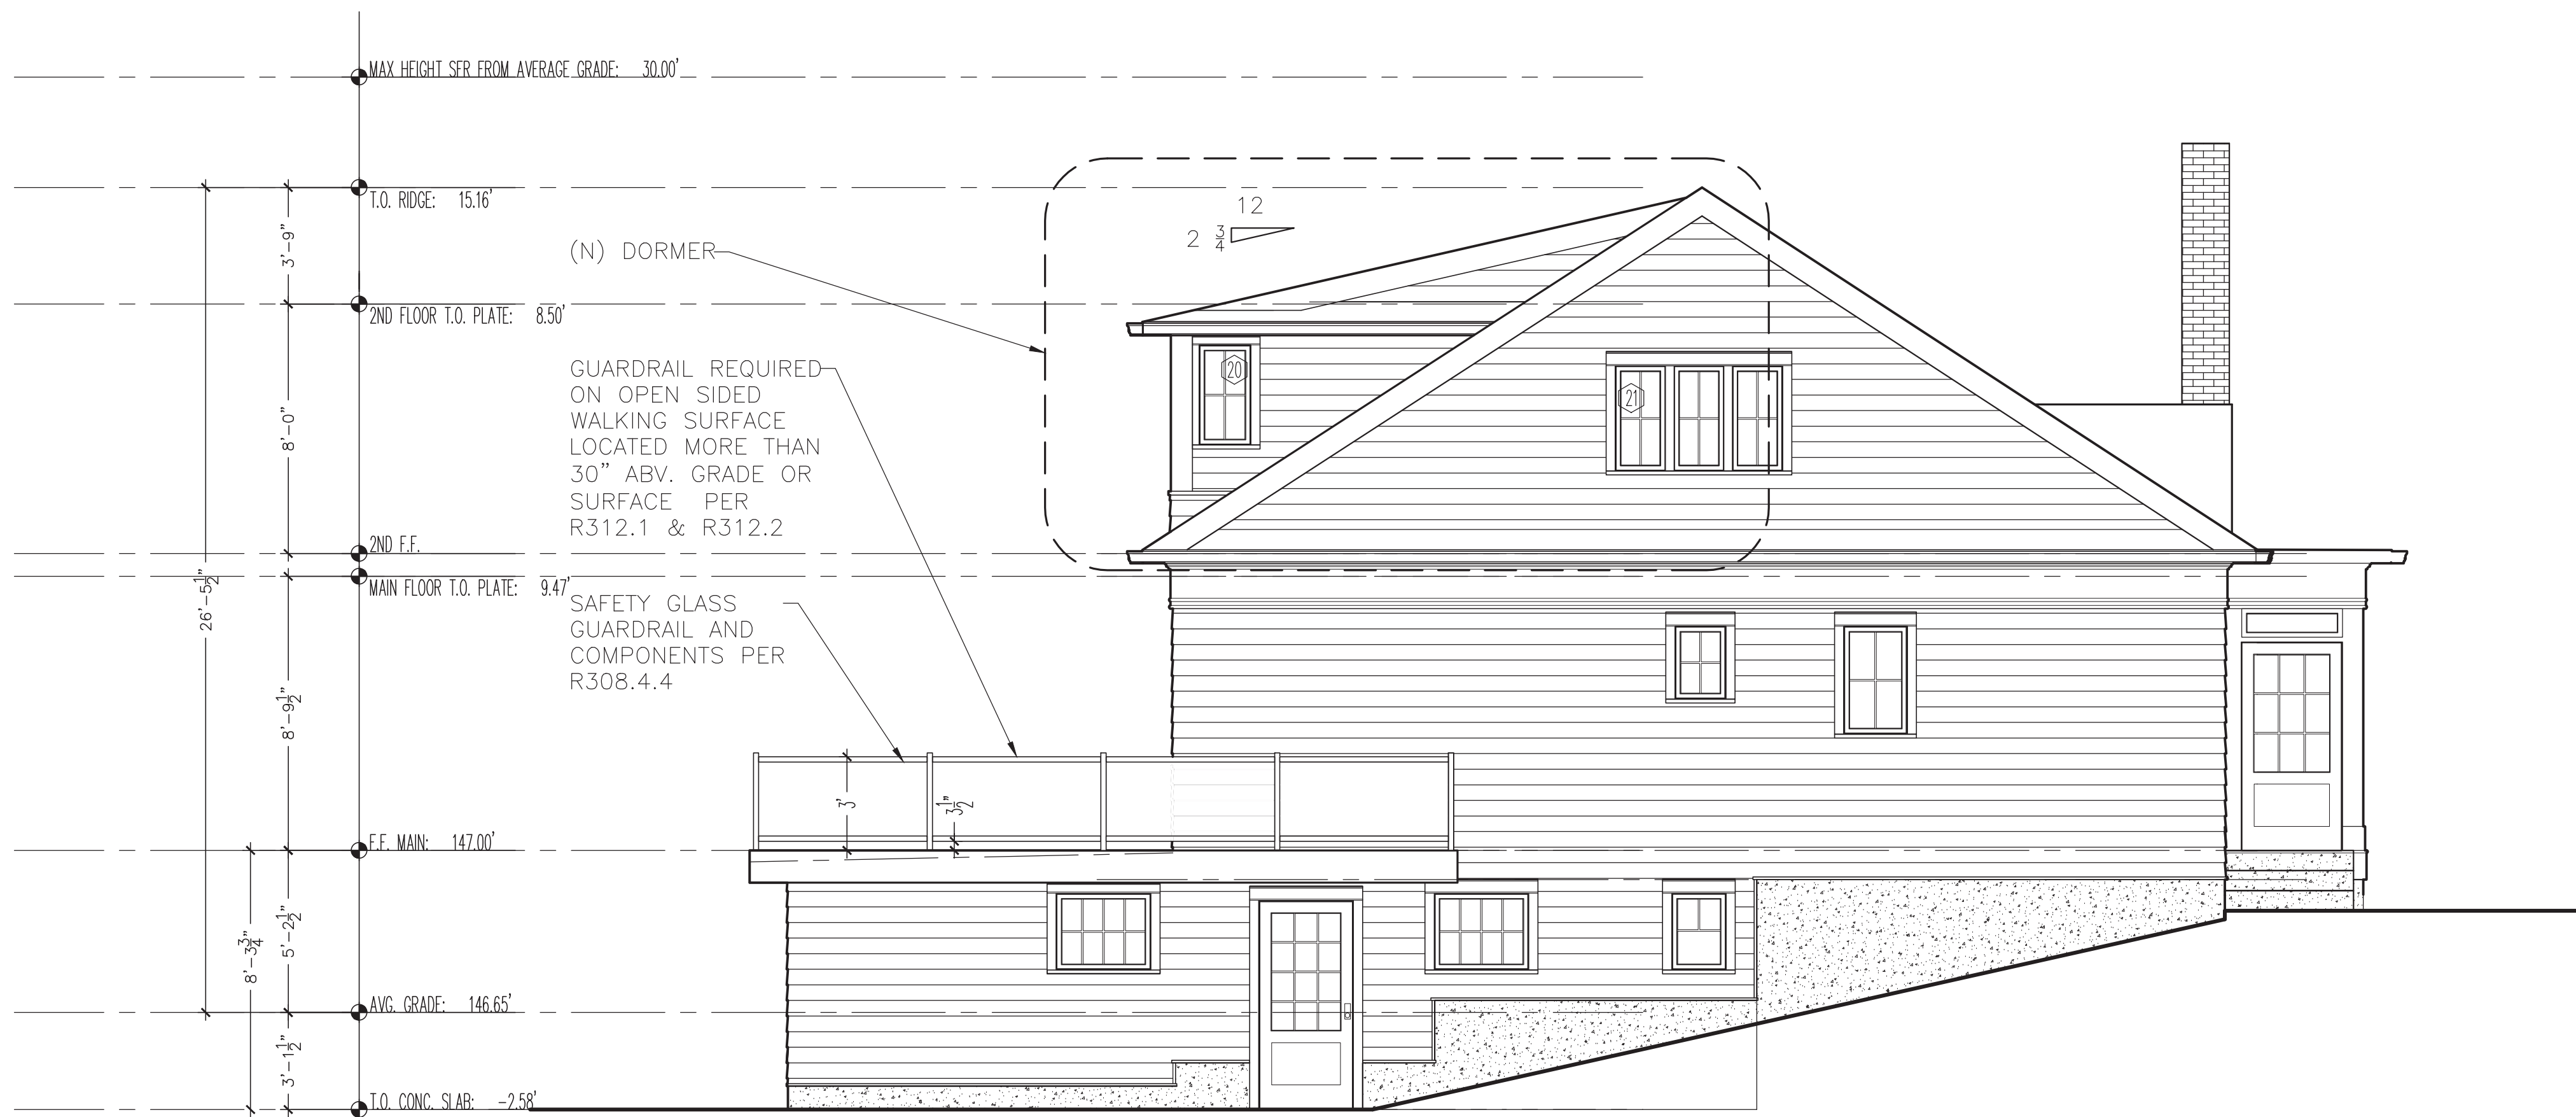 MAX HEIGHT SFR FROM AVERAGE GRADE: 30.00'
T.O. RIDGE: 15.16'
3'-9"
12
2 3/4
(N) DORMER
2ND FLOOR T.O. PLATE: 8.50'
GUARDRAIL REQUIRED
ON OPEN SIDED
WALKING SURFACE
LOCATED MORE THAN
30" ABV. GRADE OR
SURFACE PER
R312.1 & R312.2
20
21
8'-0"
2ND F.F.
MAIN FLOOR T.O. PLATE: 9.47'
26'-5 1/2"
SAFETY GLASS
GUARDRAIL AND
COMPONENTS PER
R308.4.4
8'-9 1/2"
3'
3 1/2"
F.F. MAIN: 147.00'
8'-3 3/4"
5'-2 1/2"
AVG. GRADE: 146.65'
3'-1 1/2"
T.O. CONC. SLAB: -2.58'